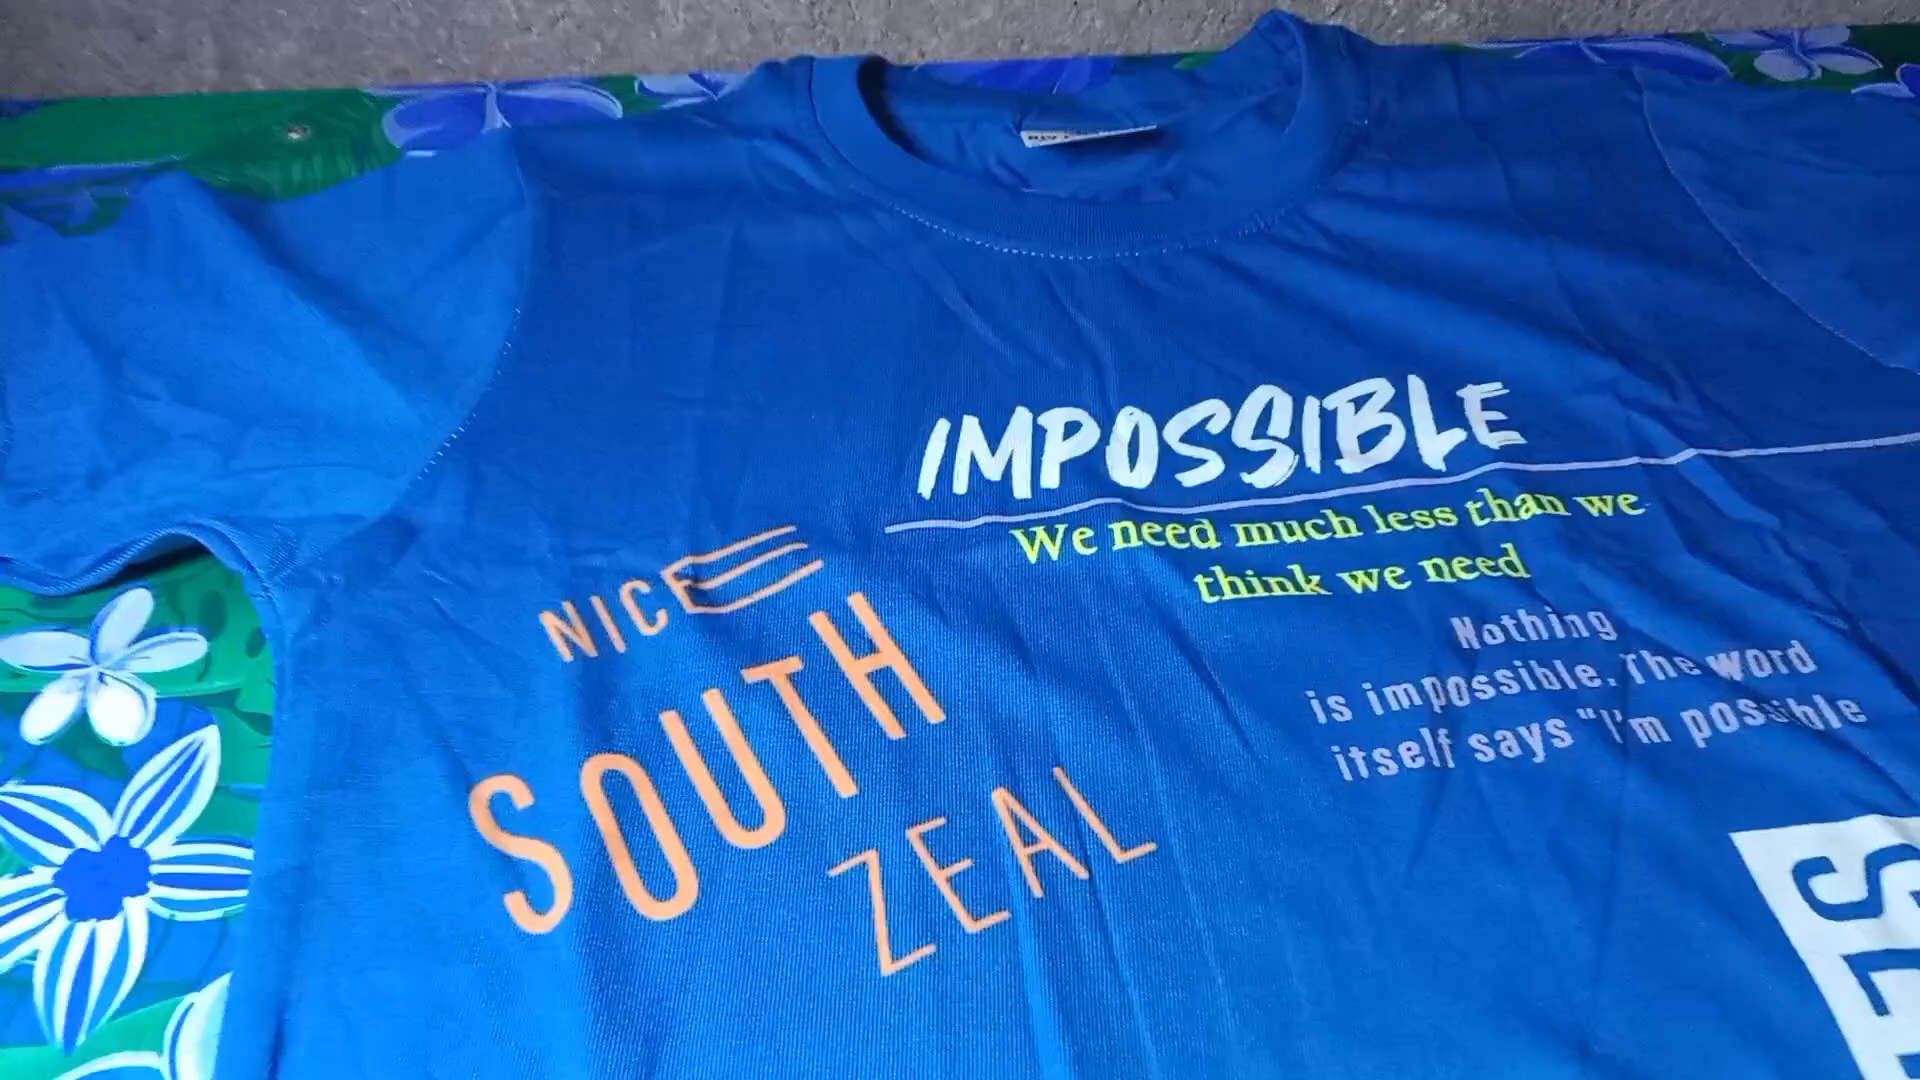 IMPOSSIBLE
We need much less than we
think we need
Nothing
is impossible. The word
itself says "I'm possible
NICE
SOUTH
ZEAL